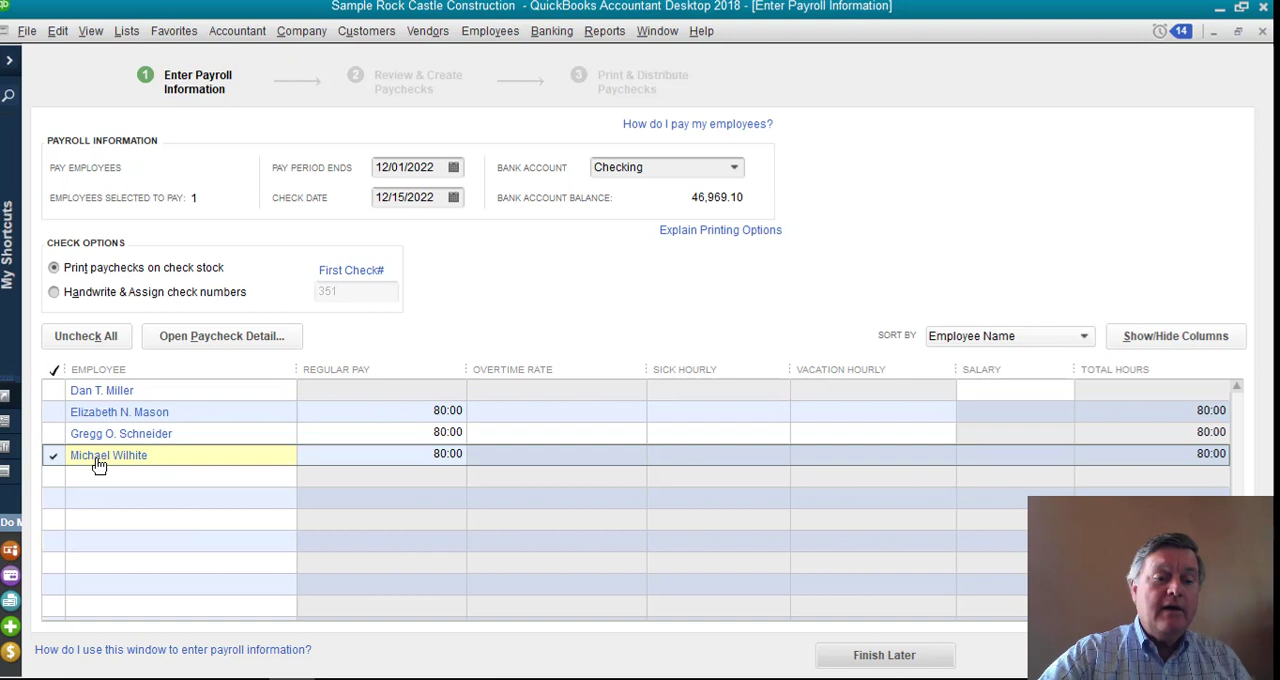 Sample Rock Castle Construction - QuickBooks Accountant Desktop 2018 - [Enter Payroll Information]
File Edit View Lists Favorites Accountant Company Customers Vendors Employees Banking Reports Window Help 14
1 Enter Payroll Information
2 Review & Create Paychecks
3 Print & Distribute Paychecks
How do I pay my employees?
PAYROLL INFORMATION
PAY EMPLOYEES PAY PERIOD ENDS 12/01/2022 BANK ACCOUNT Checking
EMPLOYEES SELECTED TO PAY: 1 CHECK DATE 12/15/2022 BANK ACCOUNT BALANCE: 46,969.10
Explain Printing Options
CHECK OPTIONS
Print paychecks on check stock First Check#
Handwrite & Assign check numbers 351
My Shortcuts
Uncheck All Open Paycheck Detail... SORT BY Employee Name Show/Hide Columns
EMPLOYEE REGULAR PAY OVERTIME RATE SICK HOURLY VACATION HOURLY SALARY TOTAL HOURS
Dan T. Miller
Elizabeth N. Mason 80:00 80:00
Gregg O. Schneider 80:00 80:00
Michael Wilhite 80:00 80:00
Do M
How do I use this window to enter payroll information? Finish Later